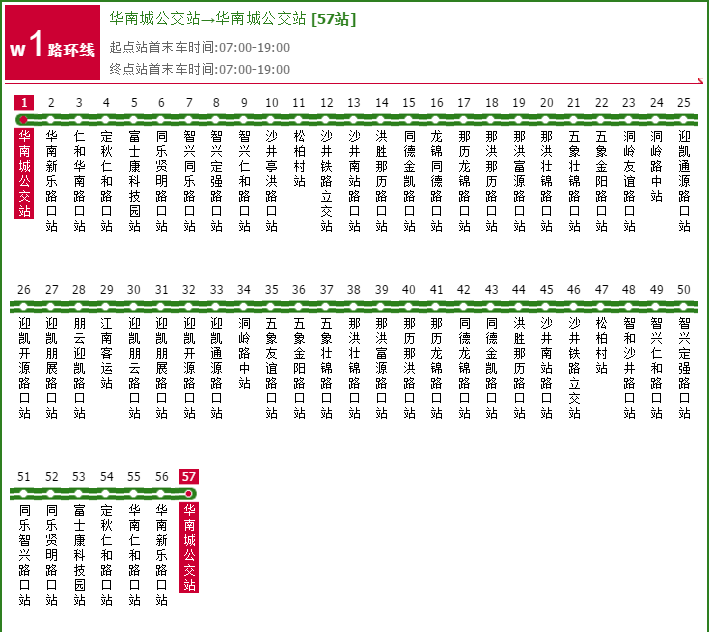 w1路环线
华南城公交站→华南城公交站 [57站]
起点站首末车时间:07:00-19:00
终点站首末车时间:07:00-19:00
1 2 3 4 5 6 7 8 9 10 11 12 13 14 15 16 17 18 19 20 21 22 23 24 25
华南城公交站
华南新乐路口站
仁和华南路口站
定秋仁和路口站
富士康科技园站
同乐贤明路口站
智兴同乐路口站
智兴定强路口站
智兴仁和路口站
沙井亭洪路口站
松柏村站
沙井铁路立交站
沙井南站路口站
洪胜那历路口站
同德金凯路口站
龙锦同德路口站
那历龙锦路口站
那洪那历路口站
那洪富源路口站
那洪壮锦路口站
五象壮锦路口站
五象金阳路口站
洞岭友谊路口站
洞岭路中站
迎凯通源路口站
26 27 28 29 30 31 32 33 34 35 36 37 38 39 40 41 42 43 44 45 46 47 48 49 50
迎凯开源路口站
迎凯朋展路口站
朋云迎凯路口站
江南客运站
迎凯朋云路口站
迎凯朋展路口站
迎凯开源路口站
迎凯通源路口站
洞岭路中站
五象友谊路口站
五象金阳路口站
五象壮锦路口站
那洪壮锦路口站
那洪富源路口站
那历那洪路口站
那历龙锦路口站
同德龙锦路口站
同德金凯路口站
洪胜那历路口站
沙井南站路口站
沙井铁路立交站
松柏村站
智和沙井路口站
智兴仁和路口站
智兴定强路口站
51 52 53 54 55 56 57
同乐智兴路口站
同乐贤明路口站
富士康科技园站
定秋仁和路口站
华南仁和路口站
华南新乐路口站
华南城公交站